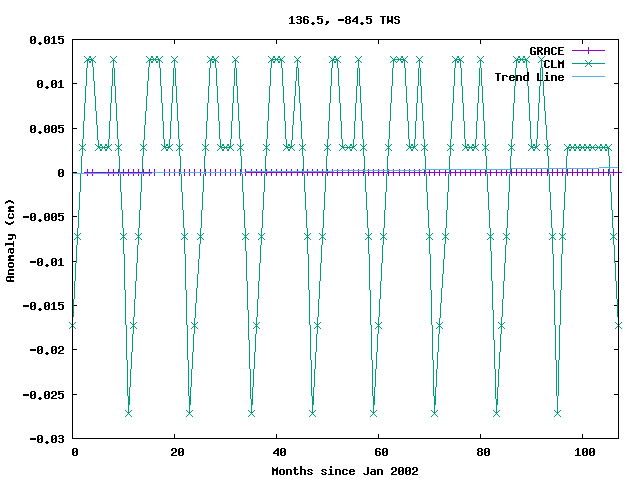 136.5, -84.5 TWS
GRACE
CLM
Trend Line
0.015
0.01
0.005
0
-0.005
-0.01
-0.015
-0.02
-0.025
-0.03
Anomaly (cm)
0 20 40 60 80 100
Months since Jan 2002